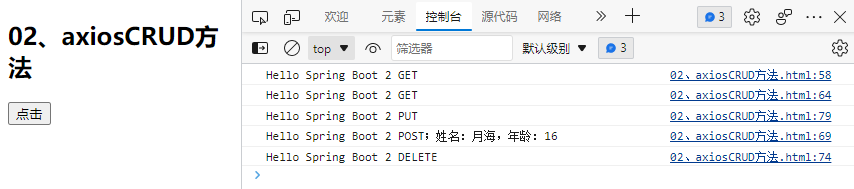 02、axiosCRUD方
法
点击
欢迎 元素 控制台 源代码 网络 3
top 筛选器 默认级别 3
Hello Spring Boot 2 GET 02、axiosCRUD方法.html:58
Hello Spring Boot 2 GET 02、axiosCRUD方法.html:64
Hello Spring Boot 2 PUT 02、axiosCRUD方法.html:79
Hello Spring Boot 2 POST；姓名：月海，年龄：16 02、axiosCRUD方法.html:69
Hello Spring Boot 2 DELETE 02、axiosCRUD方法.html:74